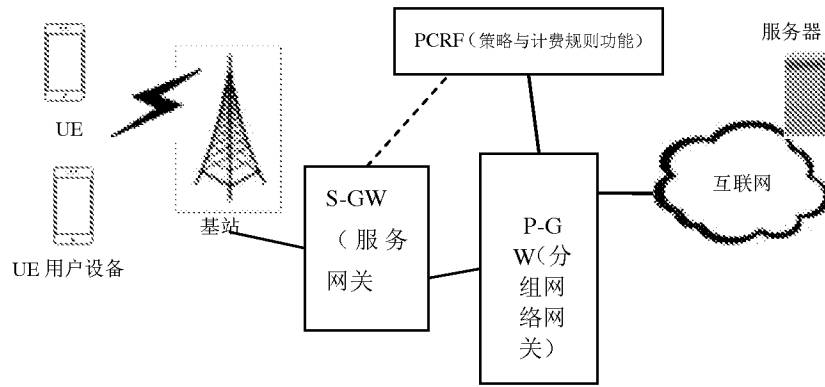 PCRF(策略与计费规则功能)
服务器
UE
UE 用户设备
基站
S-GW
(服务
网关
P-G
W(分
组网
络网
关)
互联网